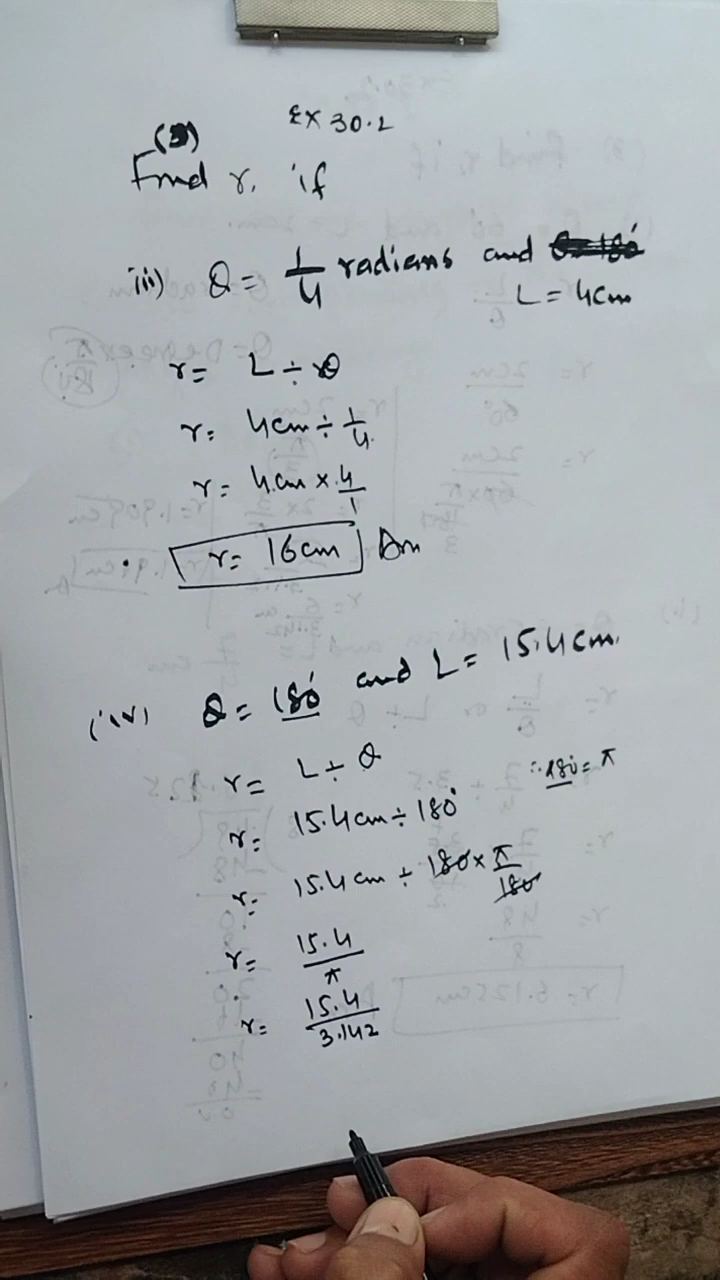 Ex 30.2
(3)
Find r, if
iii) θ = 1/4 radians and
L = 4cm
r = L ÷ θ
r = 4cm ÷ 1/4
r = 4cm × 4/1
r = 16cm Ans
(iv) θ = 180° and L = 15.4cm.
r = L ÷ θ
∴ 180° = π
r = 15.4cm ÷ 180°
r = 15.4cm ÷ 180 × π/180
r = 15.4/π
r = 15.4/3.142